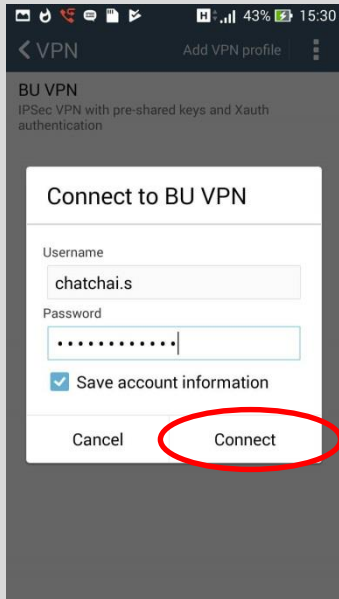 H 43% 15:30
VPN Add VPN profile
BU VPN
IPSec VPN with pre-shared keys and Xauth
authentication
Connect to BU VPN
Username
chatchai.s
Password
••••••••••••
Save account information
Cancel Connect